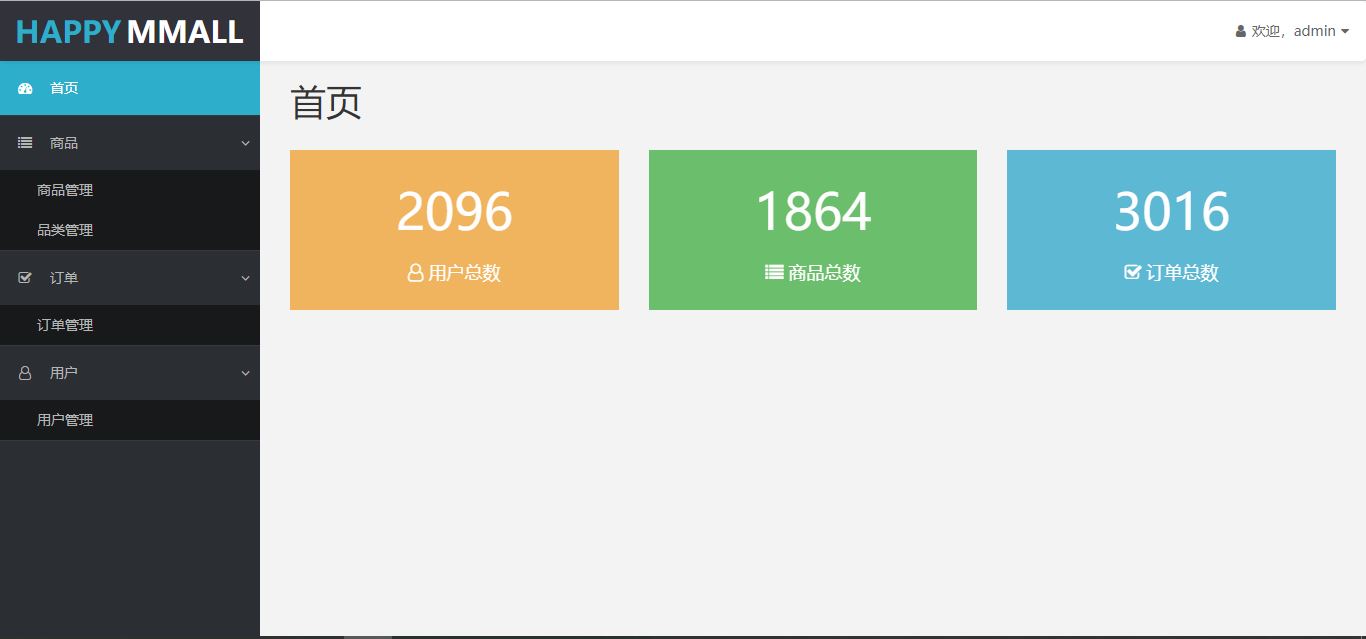 HAPPY MMALL
欢迎，admin
首页
商品
商品管理
品类管理
订单
订单管理
用户
用户管理
首页
2096
用户总数
1864
商品总数
3016
订单总数